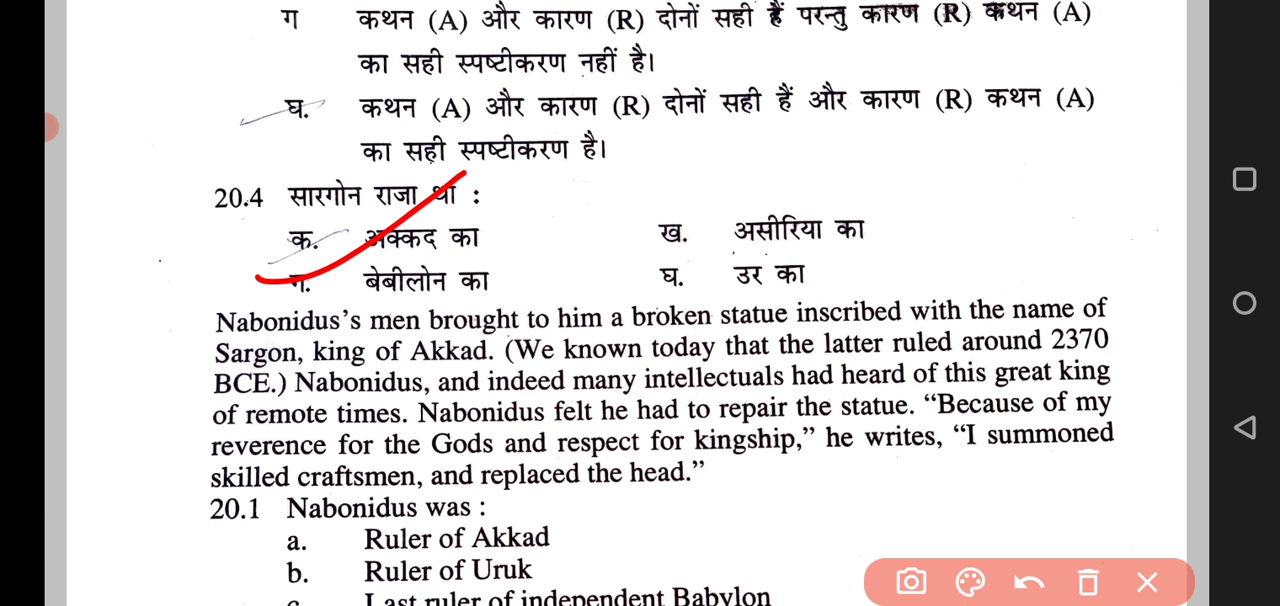 ग कथन (A) और कारण (R) दोनों सही हैं परन्तु कारण (R) कथन (A)
का सही स्पष्टीकरण नहीं है।
घ. कथन (A) और कारण (R) दोनों सही हैं और कारण (R) कथन (A)
का सही स्पष्टीकरण है।
20.4 सारगोन राजा था :
क. अक्कद का ख. असीरिया का
ग. बेबीलोन का घ. उर का
Nabonidus's men brought to him a broken statue inscribed with the name of
Sargon, king of Akkad. (We known today that the latter ruled around 2370
BCE.) Nabonidus, and indeed many intellectuals had heard of this great king
of remote times. Nabonidus felt he had to repair the statue. “Because of my
reverence for the Gods and respect for kingship,” he writes, “I summoned
skilled craftsmen, and replaced the head.”
20.1 Nabonidus was :
a. Ruler of Akkad
b. Ruler of Uruk
c. Last ruler of independent Babylon